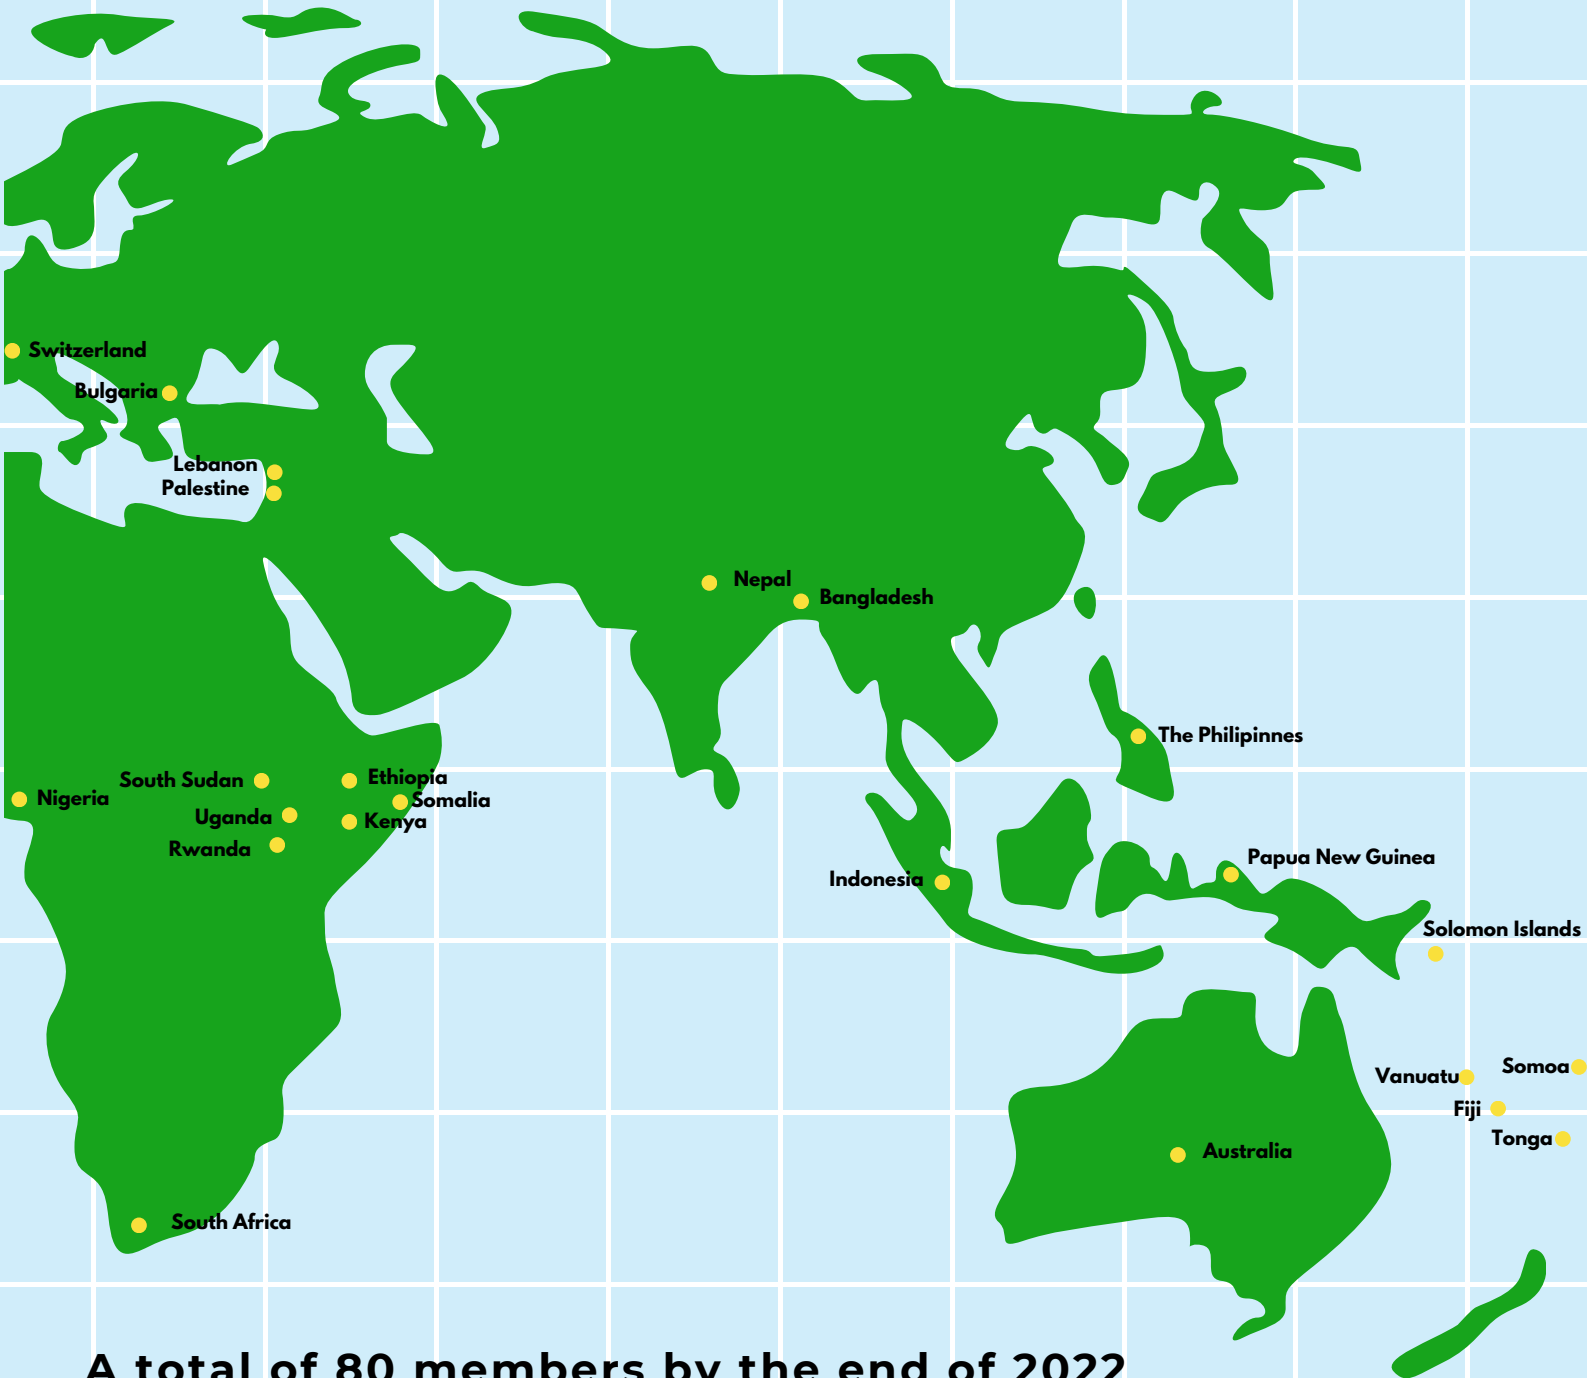 Switzerland
Bulgaria
Lebanon
Palestine
Nepal
Bangladesh
The Philipinnes
South Sudan
Ethiopia
Nigeria
Somalia
Uganda
Kenya
Rwanda
Papua New Guinea
Indonesia
Solomon Islands
Somoa
Vanuatu
Fiji
Tonga
Australia
South Africa
A total of 80 members by the end of 2022